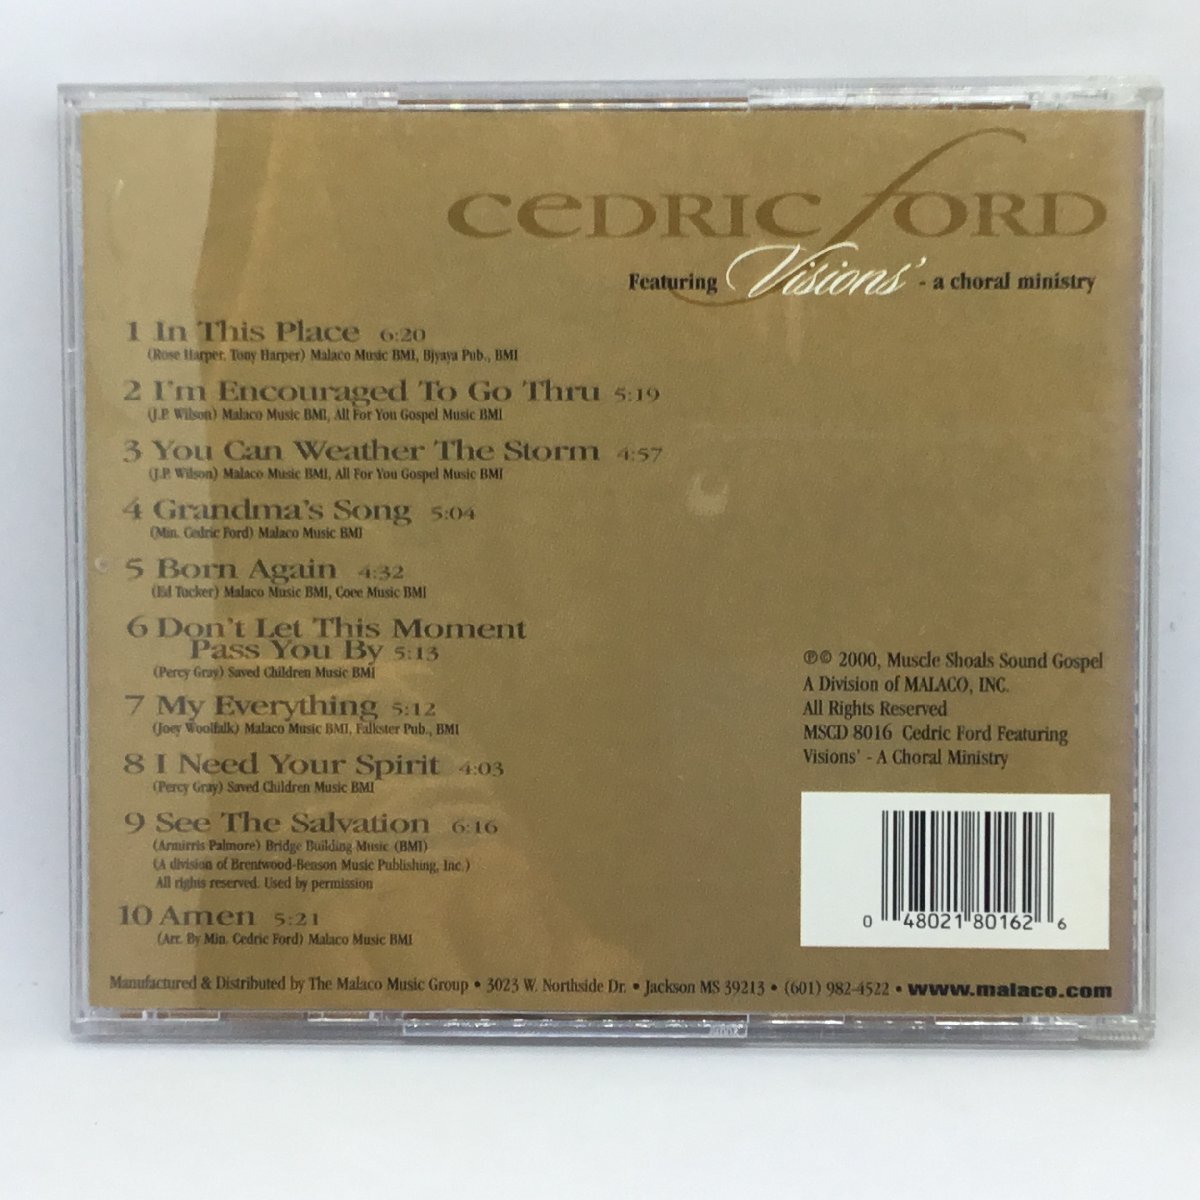 CEDRIC FORD
Featuring Visions' - a choral ministry
1 In This Place 6:20
(Rose Harper, Tony Harper) Malaco Music BMI, Bjyaya Pub., BMI
2 I'm Encouraged To Go Thru 5:19
(J.P. Wilson) Malaco Music BMI, All For You Gospel Music BMI
3 You Can Weather The Storm 4:57
(J.P. Wilson) Malaco Music BMI, All For You Gospel Music BMI
4 Grandma's Song 5:04
(Min. Cedric Ford) Malaco Music BMI
5 Born Again 4:32
(Ed Tucker) Malaco Music BMI, Coee Music BMI
6 Don't Let This Moment
Pass You By 5:13
(Percy Gray) Saved Children Music BMI
7 My Everything 5:12
(Joey Woolfalk) Malaco Music BMI, Falkster Pub., BMI
8 I Need Your Spirit 4:03
(Percy Gray) Saved Children Music BMI
9 See The Salvation 6:16
(Armirris Palmore) Bridge Building Music (BMI)
(A division of Brentwood-Benson Music Publishing, Inc.)
All rights reserved. Used by permission
10 Amen 5:21
(Arr. By Min. Cedric Ford) Malaco Music BMI
℗© 2000, Muscle Shoals Sound Gospel
A Division of MALACO, INC.
All Rights Reserved
MSCD 8016 Cedric Ford Featuring
Visions' - A Choral Ministry
0 48021 80162 6
Manufactured & Distributed by The Malaco Music Group • 3023 W. Northside Dr. • Jackson MS 39213 • (601) 982-4522 • www.malaco.com